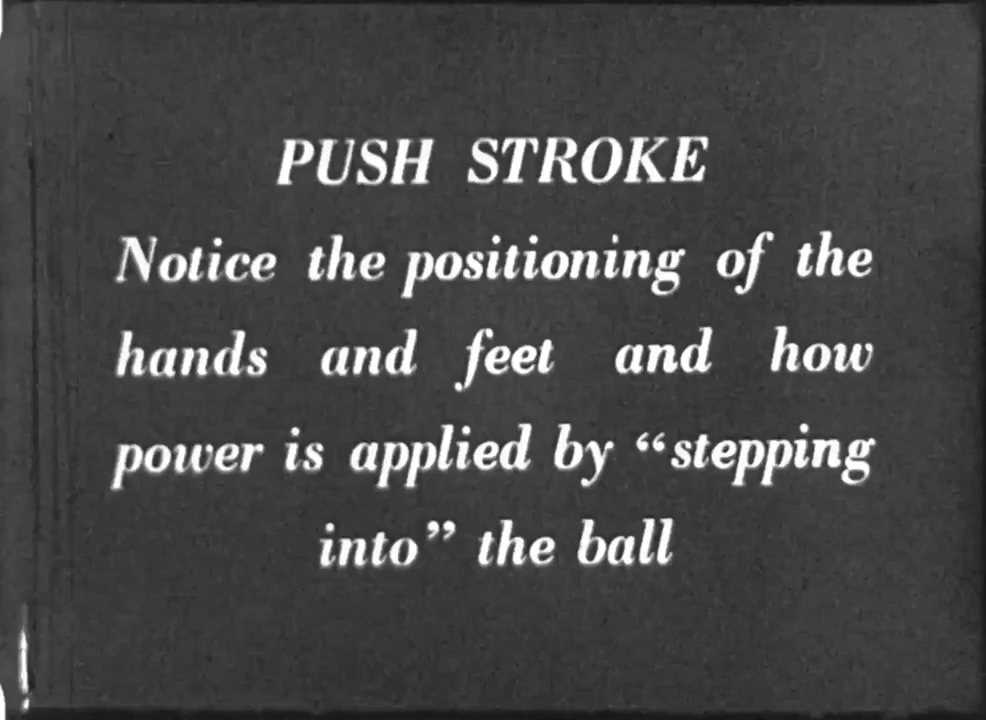 PUSH STROKE
Notice the positioning of the
hands and feet and how
power is applied by “stepping
into” the ball